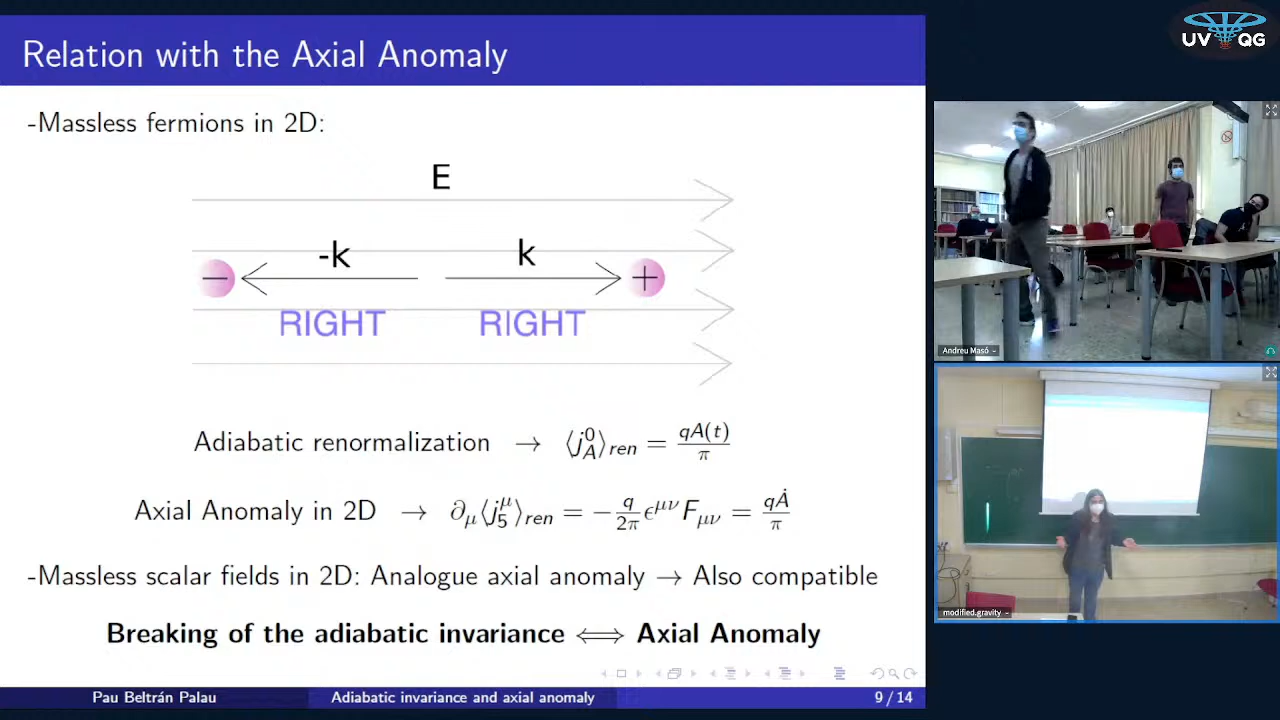 Relation with the Axial Anomaly
-Massless fermions in 2D:
E
-k k
− +
RIGHT RIGHT
Adiabatic renormalization → ⟨j_A^0⟩_ren = qA(t)/π
Axial Anomaly in 2D → ∂_μ⟨j_5^μ⟩_ren = −q/2π ϵ^{μν}F_{μν} = qȦ/π
-Massless scalar fields in 2D: Analogue axial anomaly → Also compatible
Breaking of the adiabatic invariance ⟺ Axial Anomaly
Pau Beltrán Palau Adiabatic invariance and axial anomaly 9 / 14
UV QG
Andreu Masó
modified.gravity